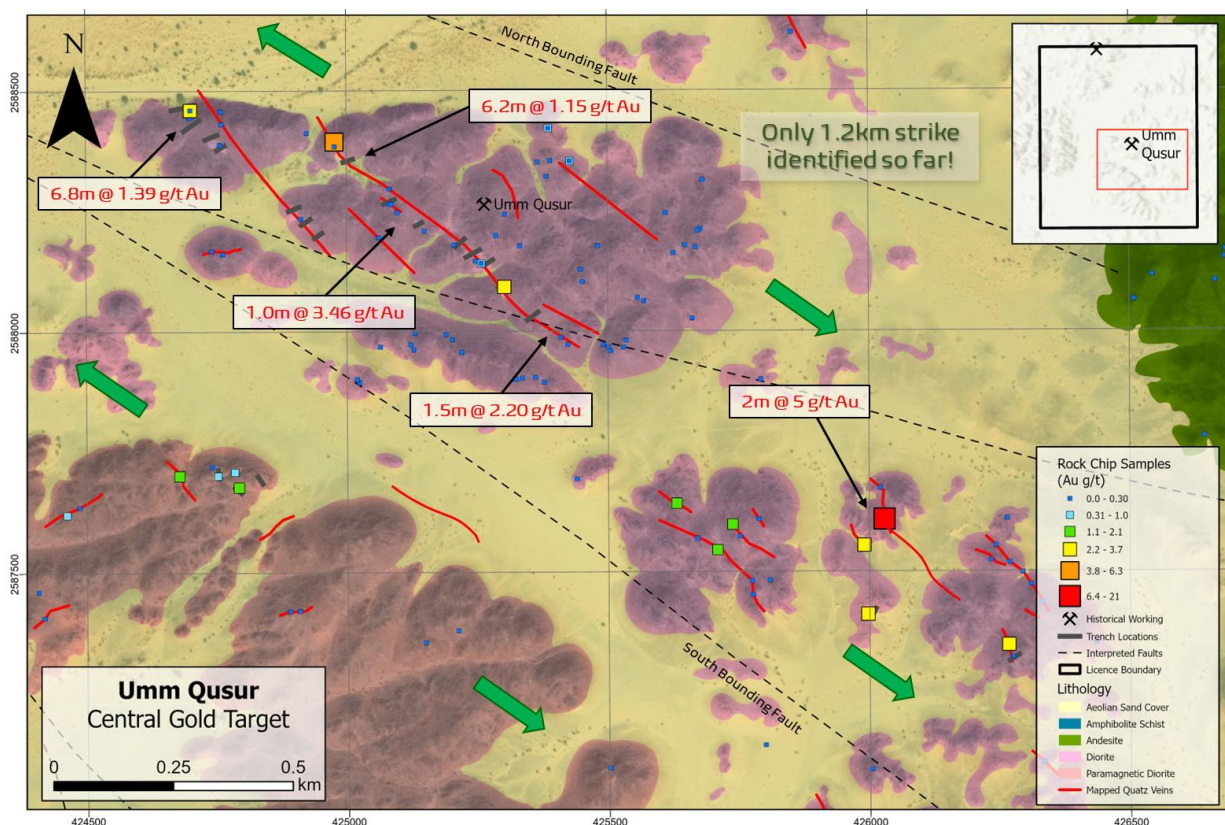 N
North Bounding Fault
6.2m @ 1.15 g/t Au
Only 1.2km strike
identified so far!
Umm
Qusur
6.8m @ 1.39 g/t Au
Umm Qusur
1.0m @ 3.46 g/t Au
1.5m @ 2.20 g/t Au
2m @ 5 g/t Au
South Bounding Fault
2588500
2588000
2587500
Umm Qusur
Central Gold Target
0
0.25
0.5
km
Rock Chip Samples
(Au g/t)
0.0 - 0.30
0.31 - 1.0
1.1 - 2.1
2.2 - 3.7
3.8 - 6.3
6.4 - 21
Historical Working
Trench Locations
Interpreted Faults
Licence Boundary
Lithology
Aeolian Sand Cover
Amphibolite Schist
Andesite
Diorite
Paramagnetic Diorite
Mapped Quatz Veins
424500
425000
425500
426000
426500